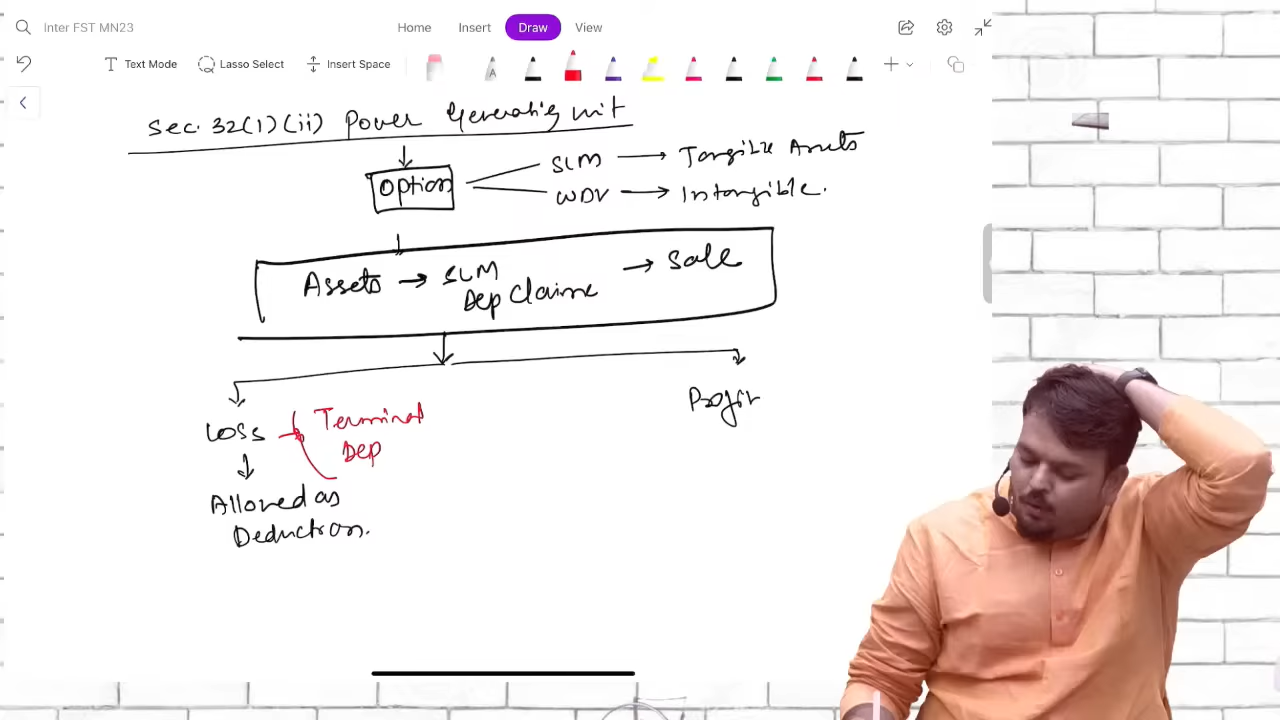 Inter FST MN23
Home Insert Draw View
Text Mode Lasso Select Insert Space
Sec. 32(1)(ii) Power Generating unit
Option
SLM → Tangible Assets
WDV → Intangible.
Assets → SLM Dep Claime → Sale
Loss → Terminal Dep
Profit
Allowed as
Deduction.